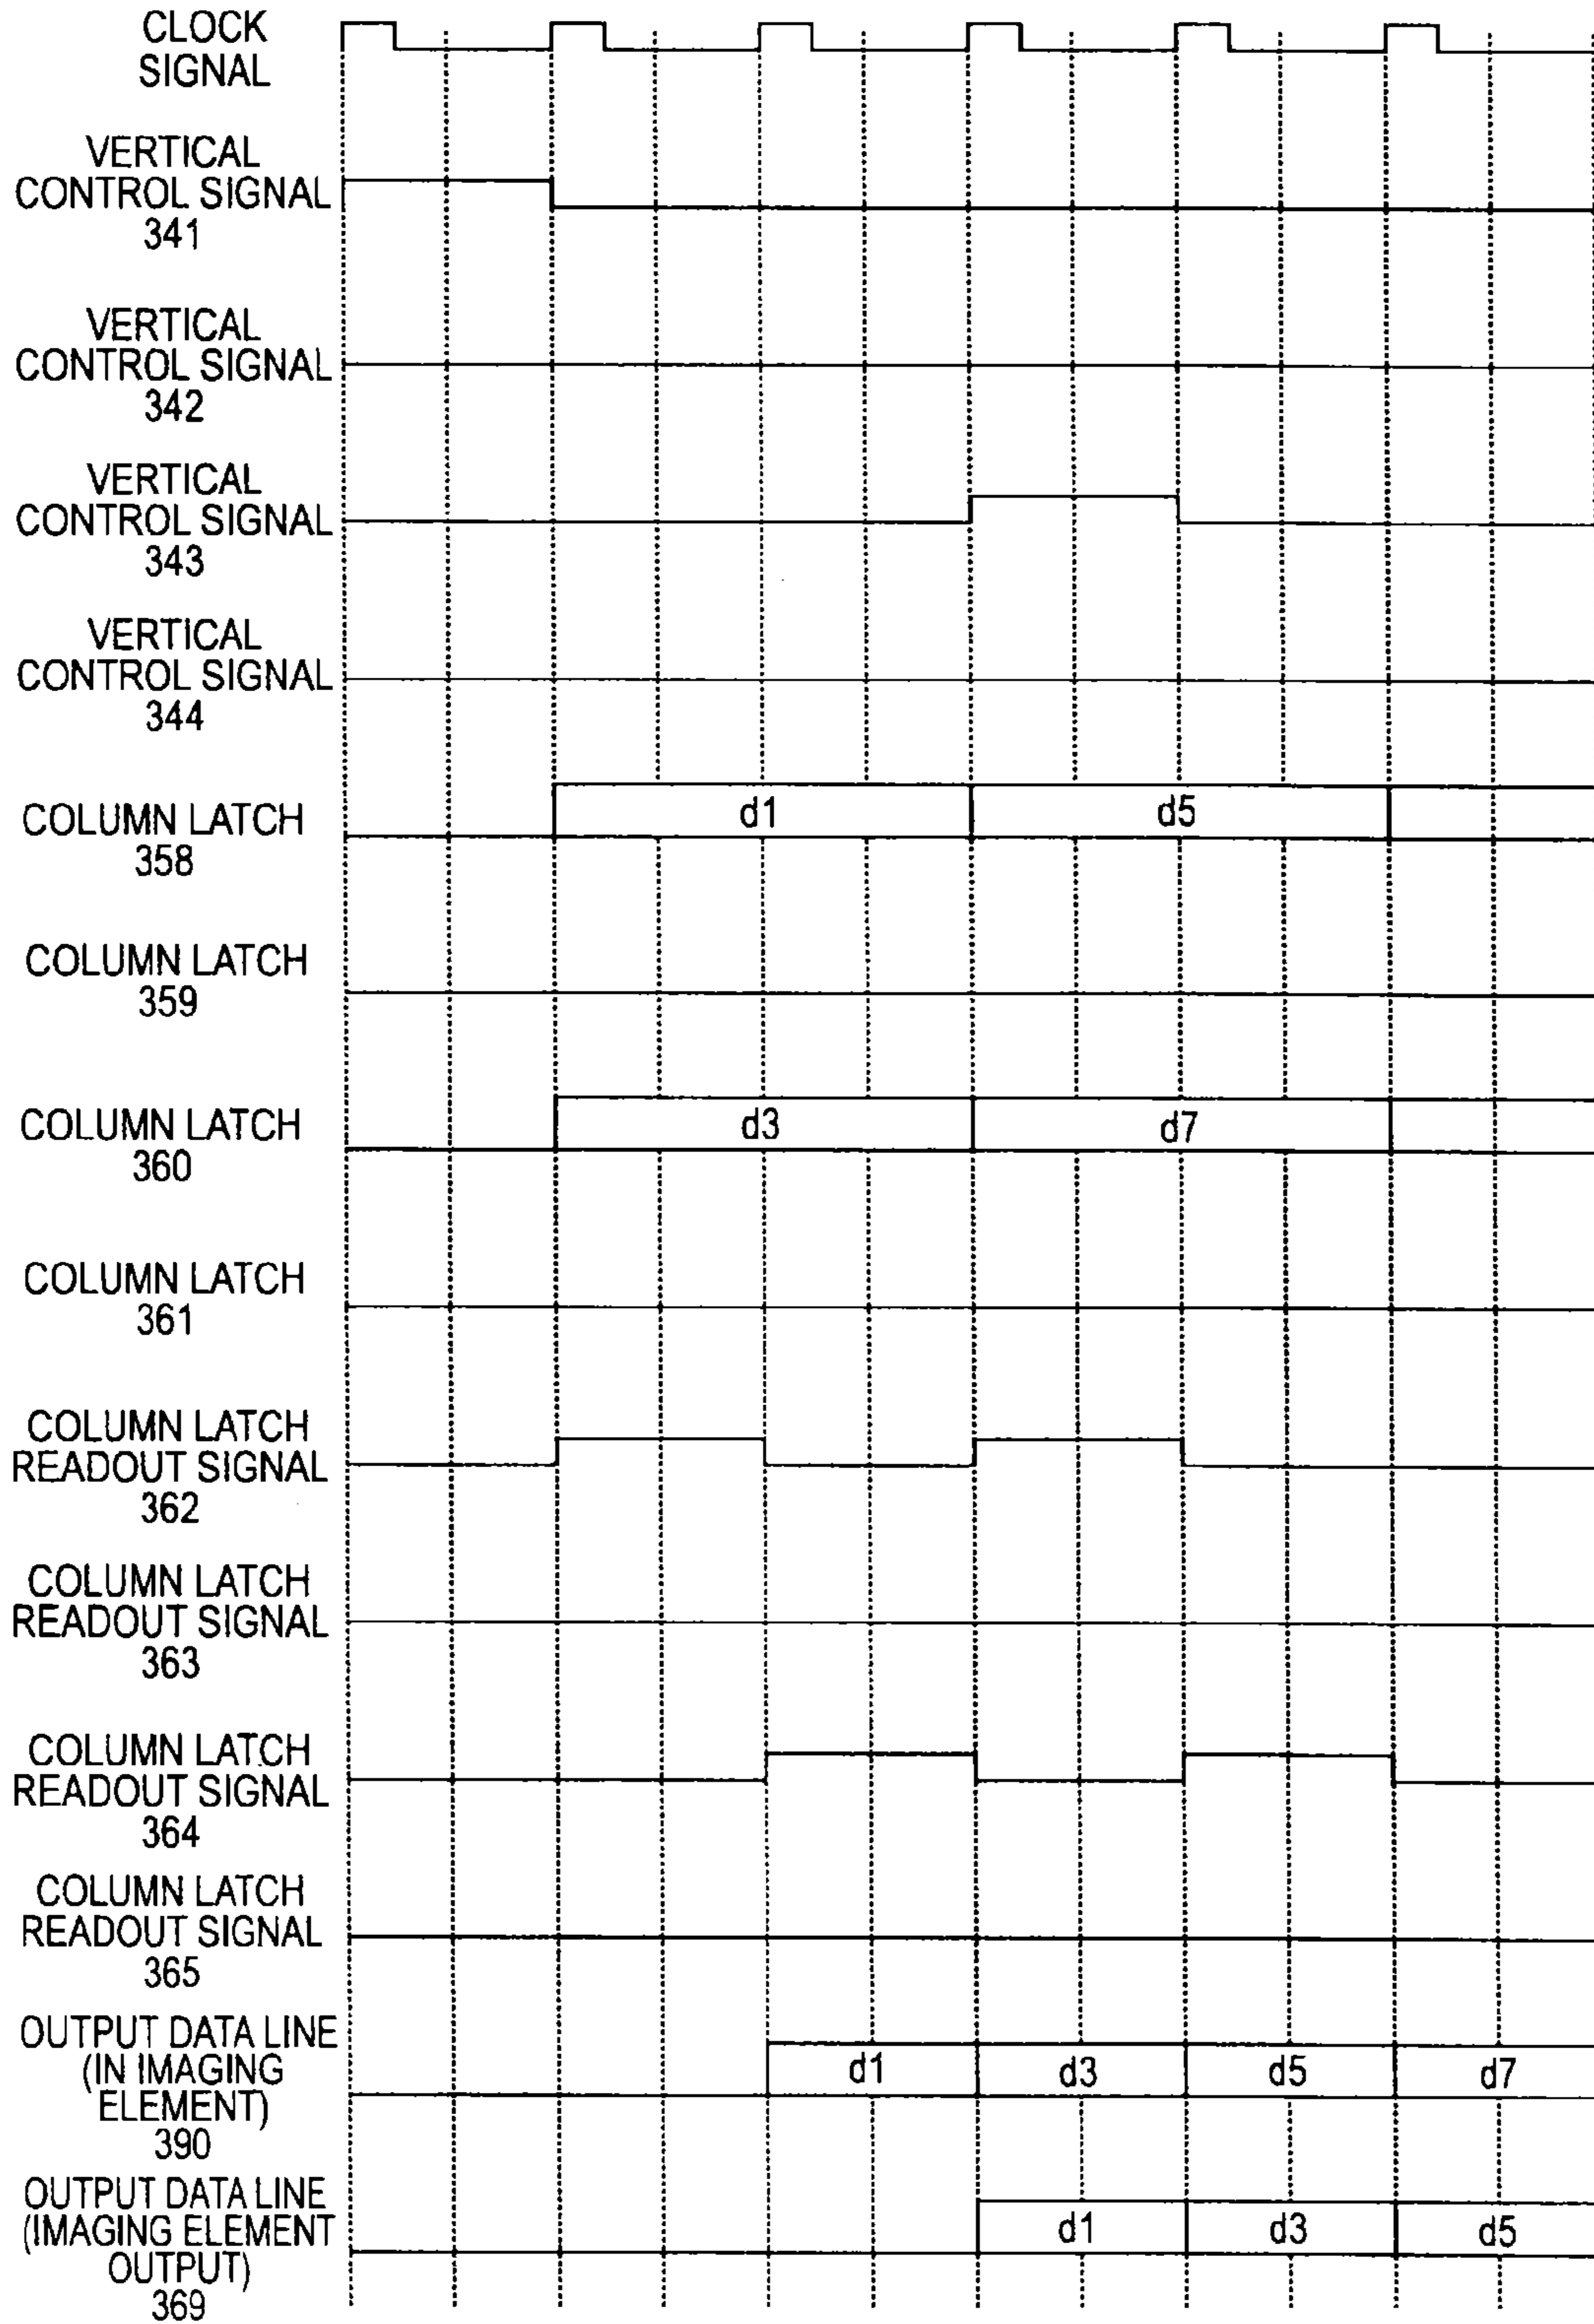 CLOCK
SIGNAL
VERTICAL
CONTROL SIGNAL
341
VERTICAL
CONTROL SIGNAL
342
VERTICAL
CONTROL SIGNAL
343
VERTICAL
CONTROL SIGNAL
344
COLUMN LATCH
358
d1 d5
COLUMN LATCH
359
COLUMN LATCH
360
d3 d7
COLUMN LATCH
361
COLUMN LATCH
READOUT SIGNAL
362
COLUMN LATCH
READOUT SIGNAL
363
COLUMN LATCH
READOUT SIGNAL
364
COLUMN LATCH
READOUT SIGNAL
365
OUTPUT DATA LINE
(IN IMAGING
ELEMENT)
390
d1 d3 d5 d7
OUTPUT DATA LINE
(IMAGING ELEMENT
OUTPUT)
369
d1 d3 d5